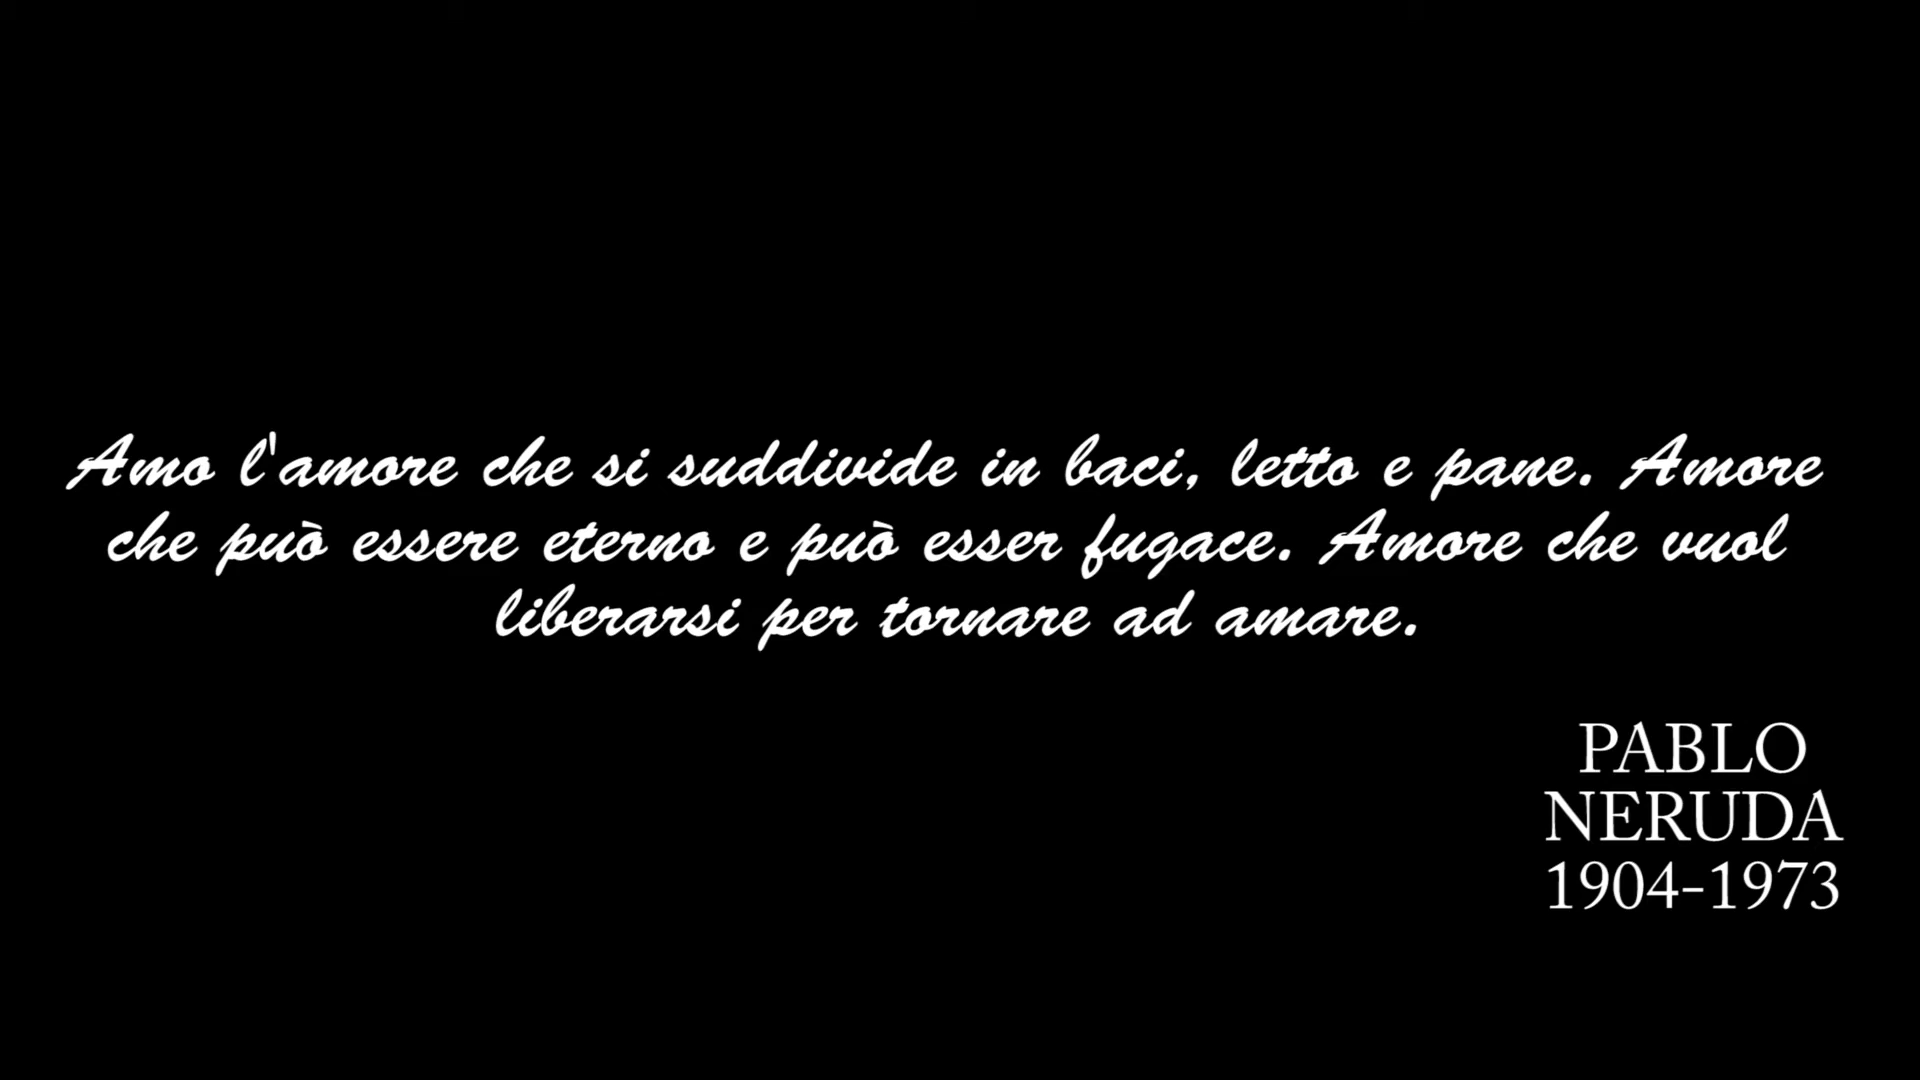 Amo l'amore che si suddivide in baci, letto e pane. Amore
che può essere eterno e può esser fugace. Amore che vuol
liberarsi per tornare ad amare.
PABLO
NERUDA
1904-1973